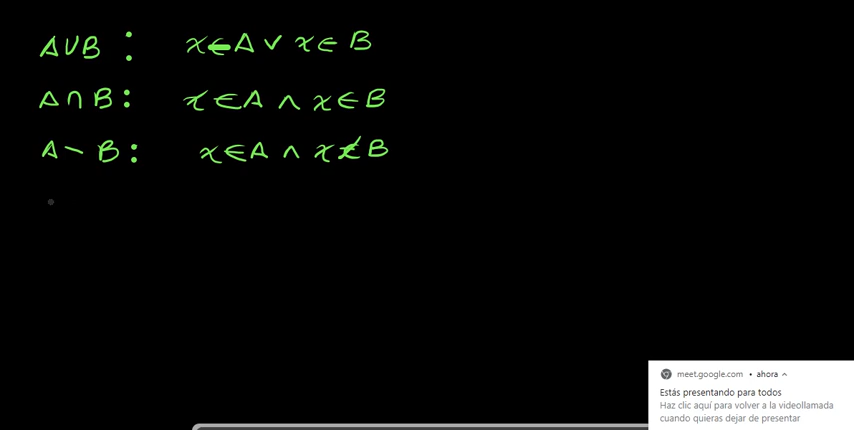 A∪B : x∈A ∨ x∈B
A∩B : x∈A ∧ x∈B
A−B : x∈A ∧ x∉B
meet.google.com • ahora
Estás presentando para todos
Haz clic aquí para volver a la videollamada
cuando quieras dejar de presentar